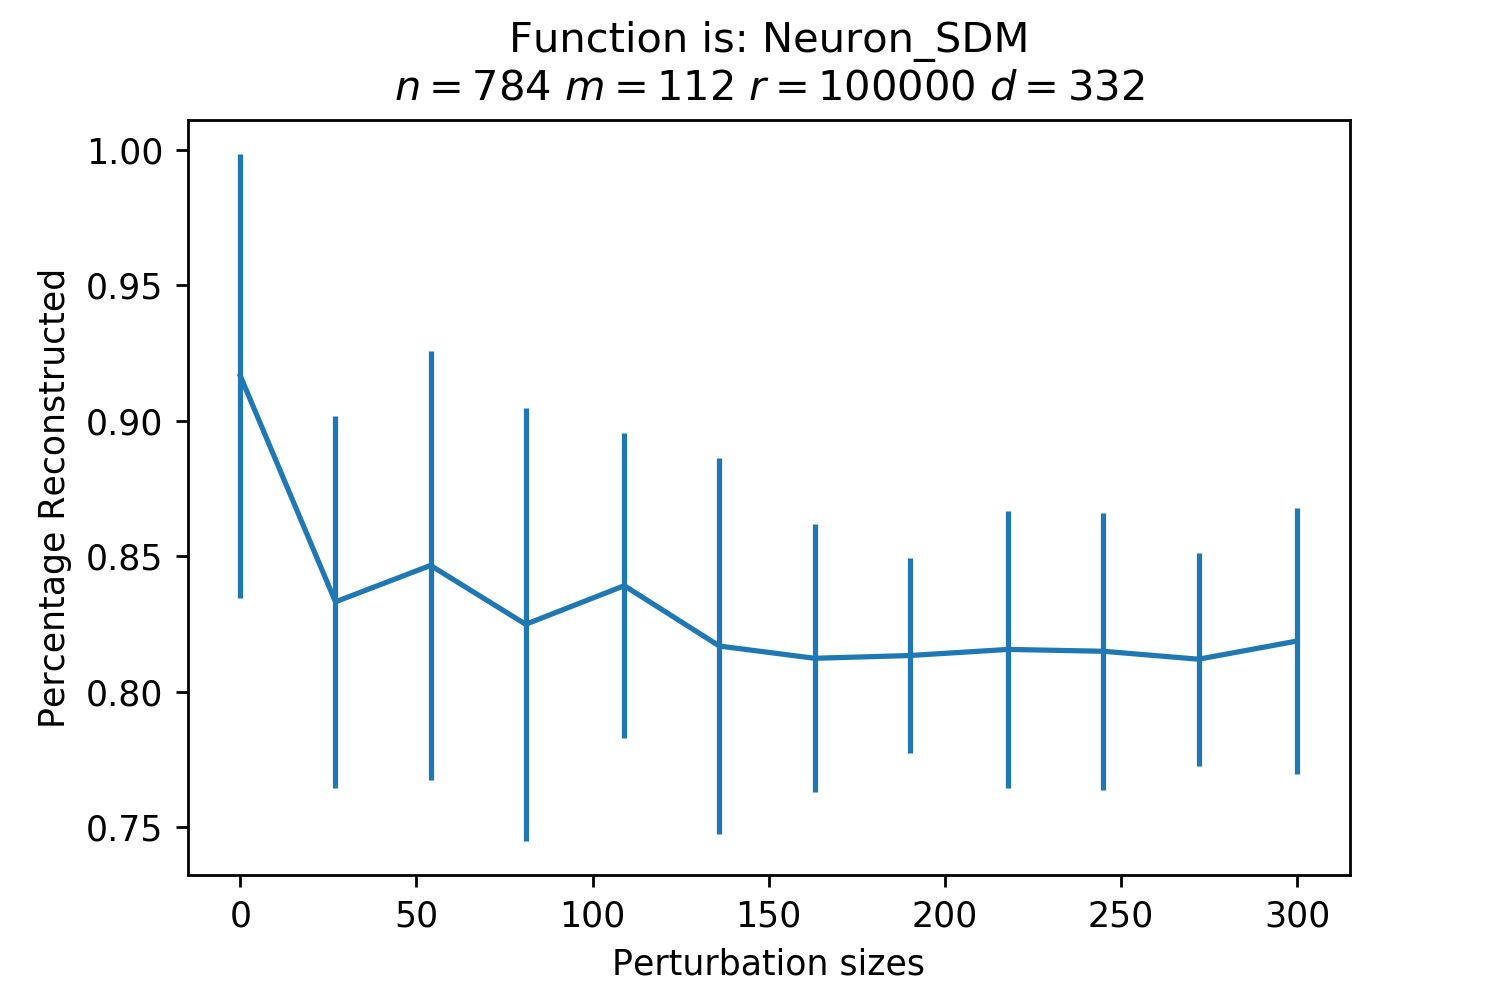 Function is: Neuron_SDM
n = 784 m = 112 r = 100000 d = 332
1.00
0.95
0.90
0.85
0.80
0.75
Percentage Reconstructed
0 50 100 150 200 250 300
Perturbation sizes